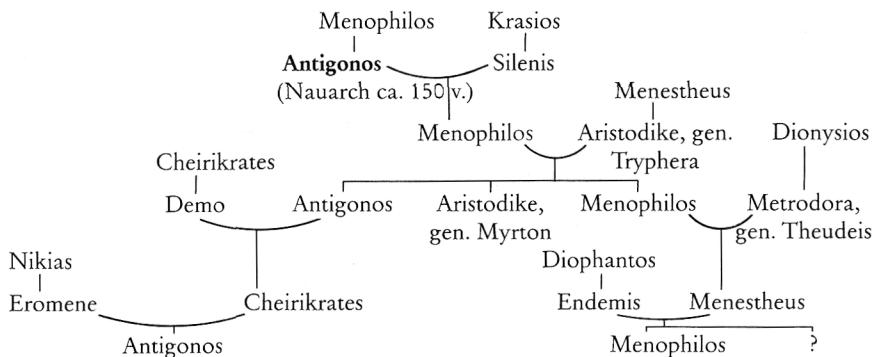 Menophilos Krasios
Antigonos Silenis
(Nauarch ca. 150 v.) Menestheus
Menophilos Aristodike, gen. Dionysios
Cheirikrates Tryphera
Demo Antigonos Aristodike, Menophilos Metrodora,
gen. Myrton gen. Theudeis
Nikias Diophantos
Eromene Cheirikrates Endemis Menestheus
Antigonos Menophilos ?